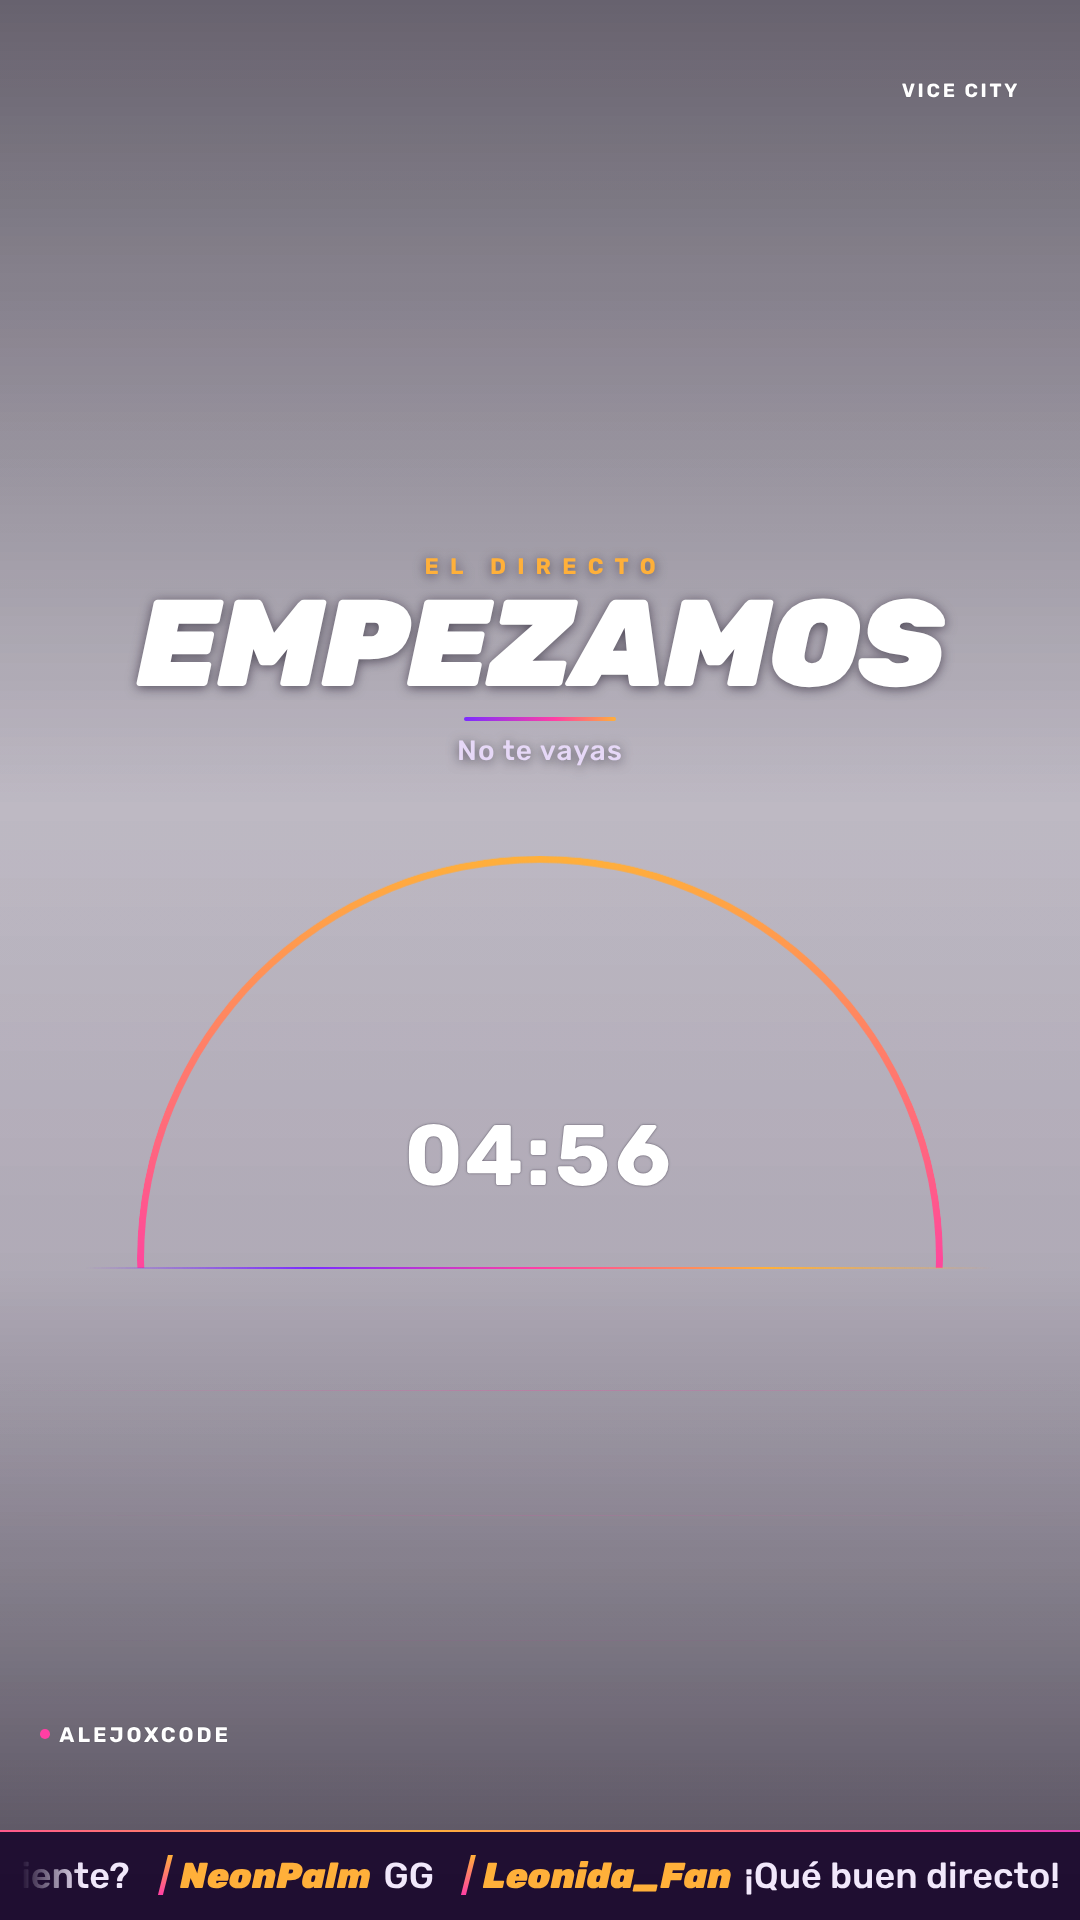 VICE CITY
EL DIRECTO
EMPEZAMOS
No te vayas
04:56
ALEJOXCODE
iente? / NeonPalm GG / Leonida_Fan ¡Qué buen directo!